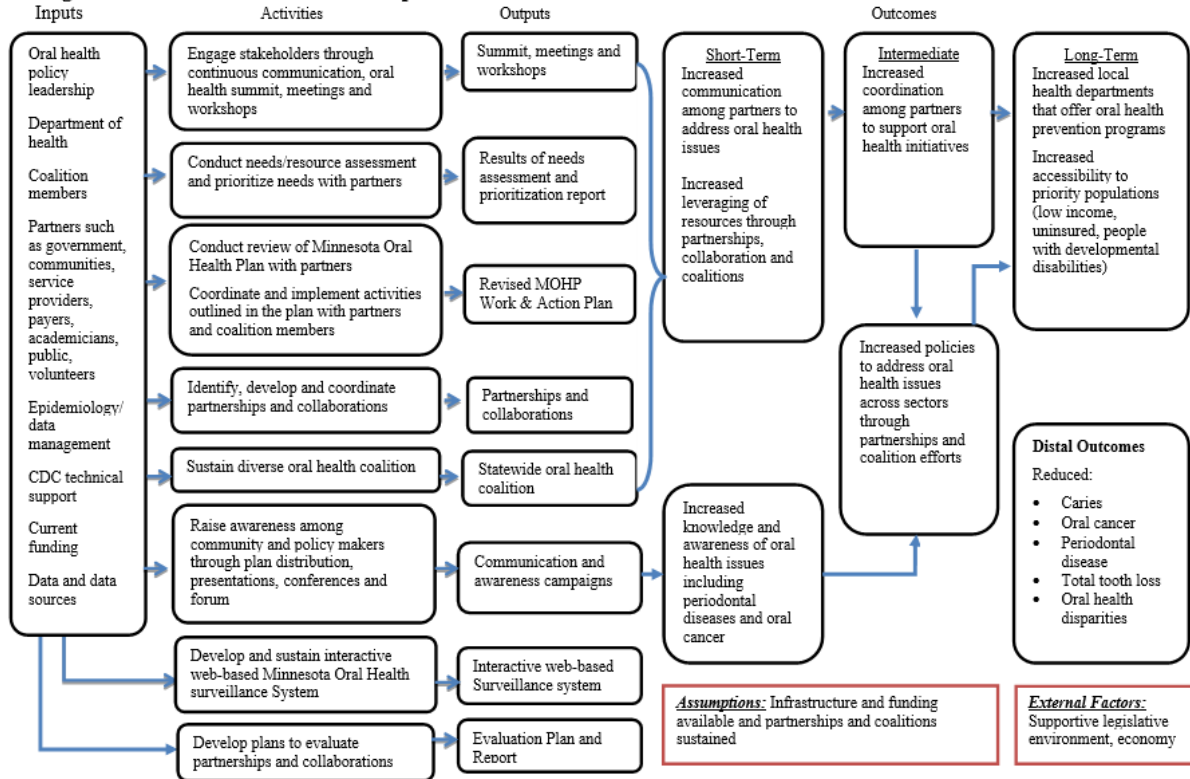 Inputs
Activities
Outputs
Outcomes
Oral health
policy
leadership
Department of
health
Coalition
members
Partners such
as government,
communities,
service
providers,
payers,
academicians,
public,
volunteers
Epidemiology/
data
management
CDC technical
support
Current
funding
Data and data
sources
Engage stakeholders through
continuous communication, oral
health summit, meetings and
workshops
Conduct needs/resource assessment
and prioritize needs with partners
Conduct review of Minnesota Oral
Health Plan with partners
Coordinate and implement activities
outlined in the plan with partners
and coalition members
Identify, develop and coordinate
partnerships and collaborations
Sustain diverse oral health coalition
Raise awareness among
community and policy makers
through plan distribution,
presentations, conferences and
forum
Develop and sustain interactive
web-based Minnesota Oral Health
surveillance System
Develop plans to evaluate
partnerships and collaborations
Summit, meetings and
workshops
Results of needs
assessment and
prioritization report
Revised MOHP
Work & Action Plan
Partnerships and
collaborations
Statewide oral health
coalition
Communication and
awareness campaigns
Interactive web-based
Surveillance system
Evaluation Plan and
Report
Short-Term
Increased
communication
among partners to
address oral health
issues
Increased
leveraging of
resources through
partnerships,
collaboration and
coalitions
Increased
knowledge and
awareness of oral
health issues
including
periodontal
diseases and oral
cancer
Intermediate
Increased
coordination
among partners
to support oral
health initiatives
Increased policies
to address oral
health issues
across sectors
through
partnerships and
coalition efforts
Long-Term
Increased local
health departments
that offer oral health
prevention programs
Increased
accessibility to
priority populations
(low income,
uninsured, people
with developmental
disabilities)
Distal Outcomes
Reduced:
• Caries
• Oral cancer
• Periodontal
disease
• Total tooth loss
• Oral health
disparities
Assumptions: Infrastructure and funding
available and partnerships and coalitions
sustained
External Factors:
Supportive legislative
environment, economy